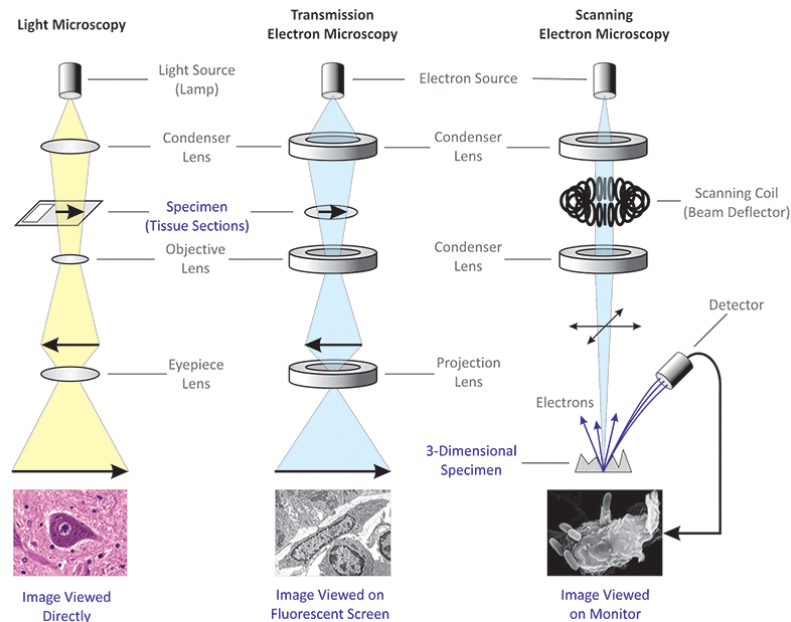 Light Microscopy
Transmission
Electron Microscopy
Scanning
Electron Microscopy
Light Source
(Lamp)
Electron Source
Condenser
Lens
Condenser
Lens
Specimen
(Tissue Sections)
Scanning Coil
(Beam Deflector)
Objective
Lens
Condenser
Lens
Detector
Eyepiece
Lens
Projection
Lens
Electrons
3-Dimensional
Specimen
Image Viewed
Directly
Image Viewed on
Fluorescent Screen
Image Viewed
on Monitor